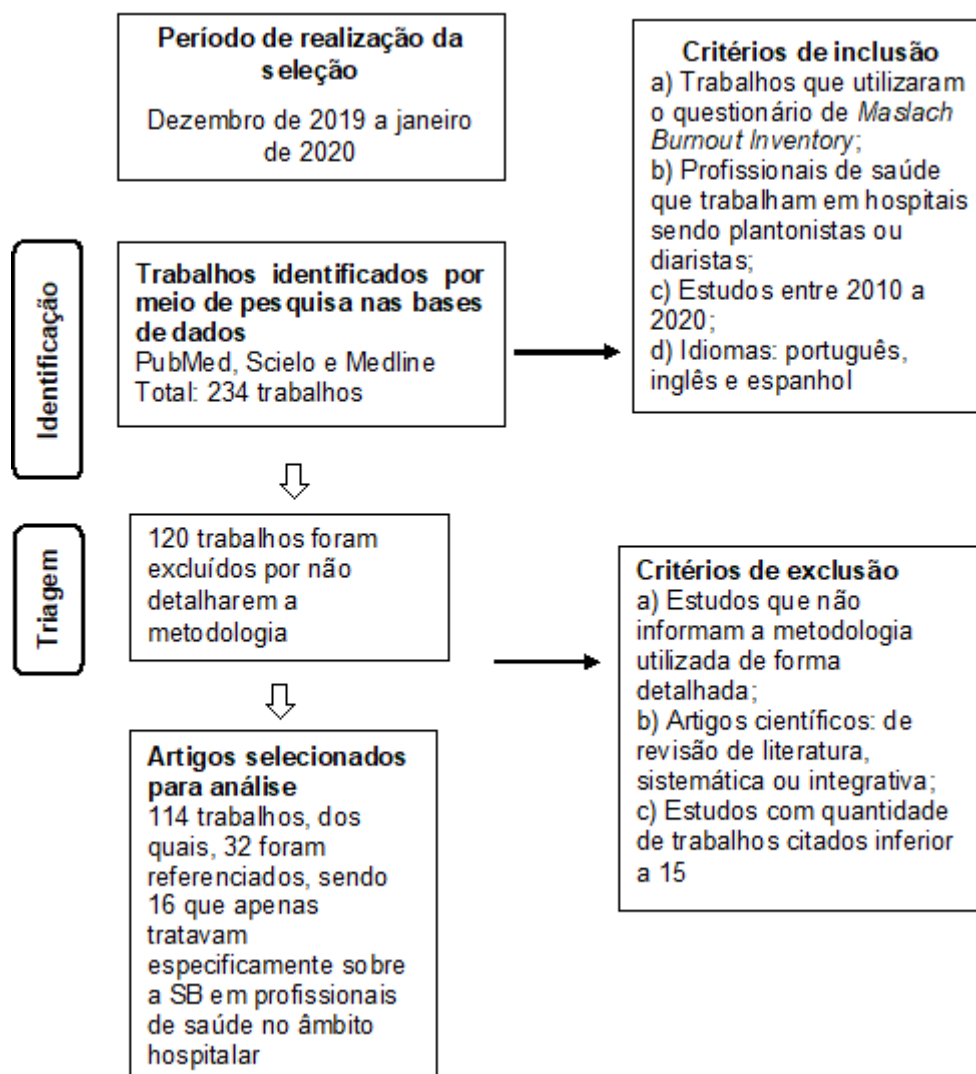 Período de realização da
seleção
Dezembro de 2019 a janeiro
de 2020
Critérios de inclusão
a) Trabalhos que utilizaram
o questionário de Maslach
Burnout Inventory;
b) Profissionais de saúde
que trabalham em hospitais
sendo plantonistas ou
diaristas;
c) Estudos entre 2010 a
2020;
d) Idiomas: português,
inglês e espanhol
Identificação
Trabalhos identificados por
meio de pesquisa nas bases
de dados
PubMed, Scielo e Medline
Total: 234 trabalhos
Triagem
120 trabalhos foram
excluídos por não
detalharem a
metodologia
Critérios de exclusão
a) Estudos que não
informam a metodologia
utilizada de forma
detalhada;
b) Artigos científicos: de
revisão de literatura,
sistemática ou integrativa;
c) Estudos com quantidade
de trabalhos citados inferior
a 15
Artigos selecionados
para análise
114 trabalhos, dos
quais, 32 foram
referenciados, sendo
16 que apenas
tratavam
especificamente sobre
a SB em profissionais
de saúde no âmbito
hospitalar